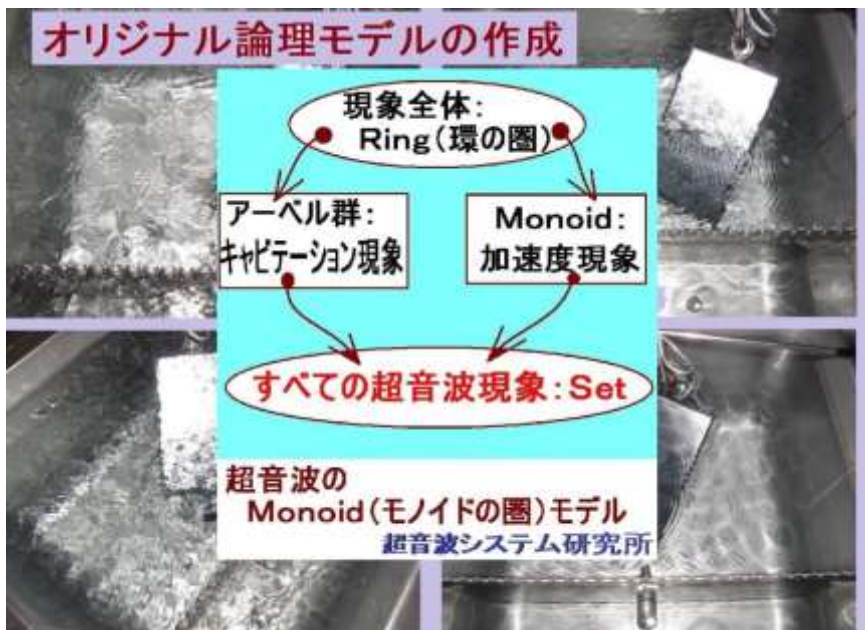 オリジナル論理モデルの作成
現象全体：
Ring（環の圏）
アーベル群：
キャビテーション現象
Monoid：
加速度現象
すべての超音波現象：Set
超音波の
Monoid（モノイドの圏）モデル
超音波システム研究所